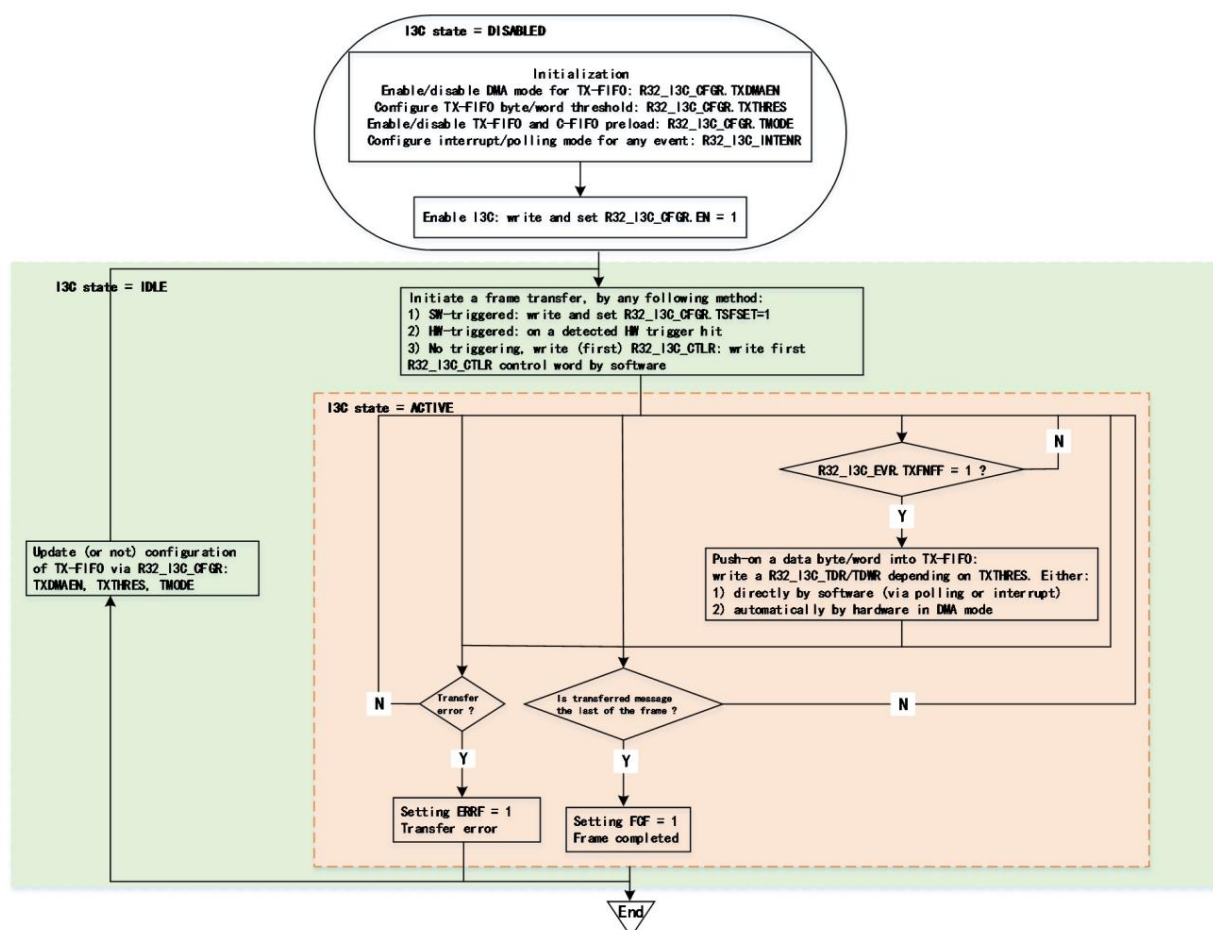 I3C state = DISABLED
Initialization
Enable/disable DMA mode for TX-FIFO: R32_I3C_CFGR.TXDMAEN
Configure TX-FIFO byte/word threshold: R32_I3C_CFGR.TXTHRES
Enable/disable TX-FIFO and C-FIFO preload: R32_I3C_CFGR.TMODE
Configure interrupt/polling mode for any event: R32_I3C_INTENR
Enable I3C: write and set R32_I3C_CFGR.EN = 1
I3C state = IDLE
Initiate a frame transfer, by any following method:
1) SW-triggered: write and set R32_I3C_CFGR.TSFSET=1
2) HW-triggered: on a detected HW trigger hit
3) No triggering, write (first) R32_I3C_CTLR: write first
R32_I3C_CTLR control word by software
I3C state = ACTIVE
N
R32_I3C_EVR.TXFNFF = 1 ?
Y
Update (or not) configuration
of TX-FIFO via R32_I3C_CFGR:
TXDMAEN, TXTHRES, TMODE
Push-on a data byte/word into TX-FIFO:
write a R32_I3C_TDR/TDWR depending on TXTHRES. Either:
1) directly by software (via polling or interrupt)
2) automatically by hardware in DMA mode
N
Transfer
error ?
Is transferred message
the last of the frame ?
N
Y
Y
Setting ERRF = 1
Transfer error
Setting FCF = 1
Frame completed
End